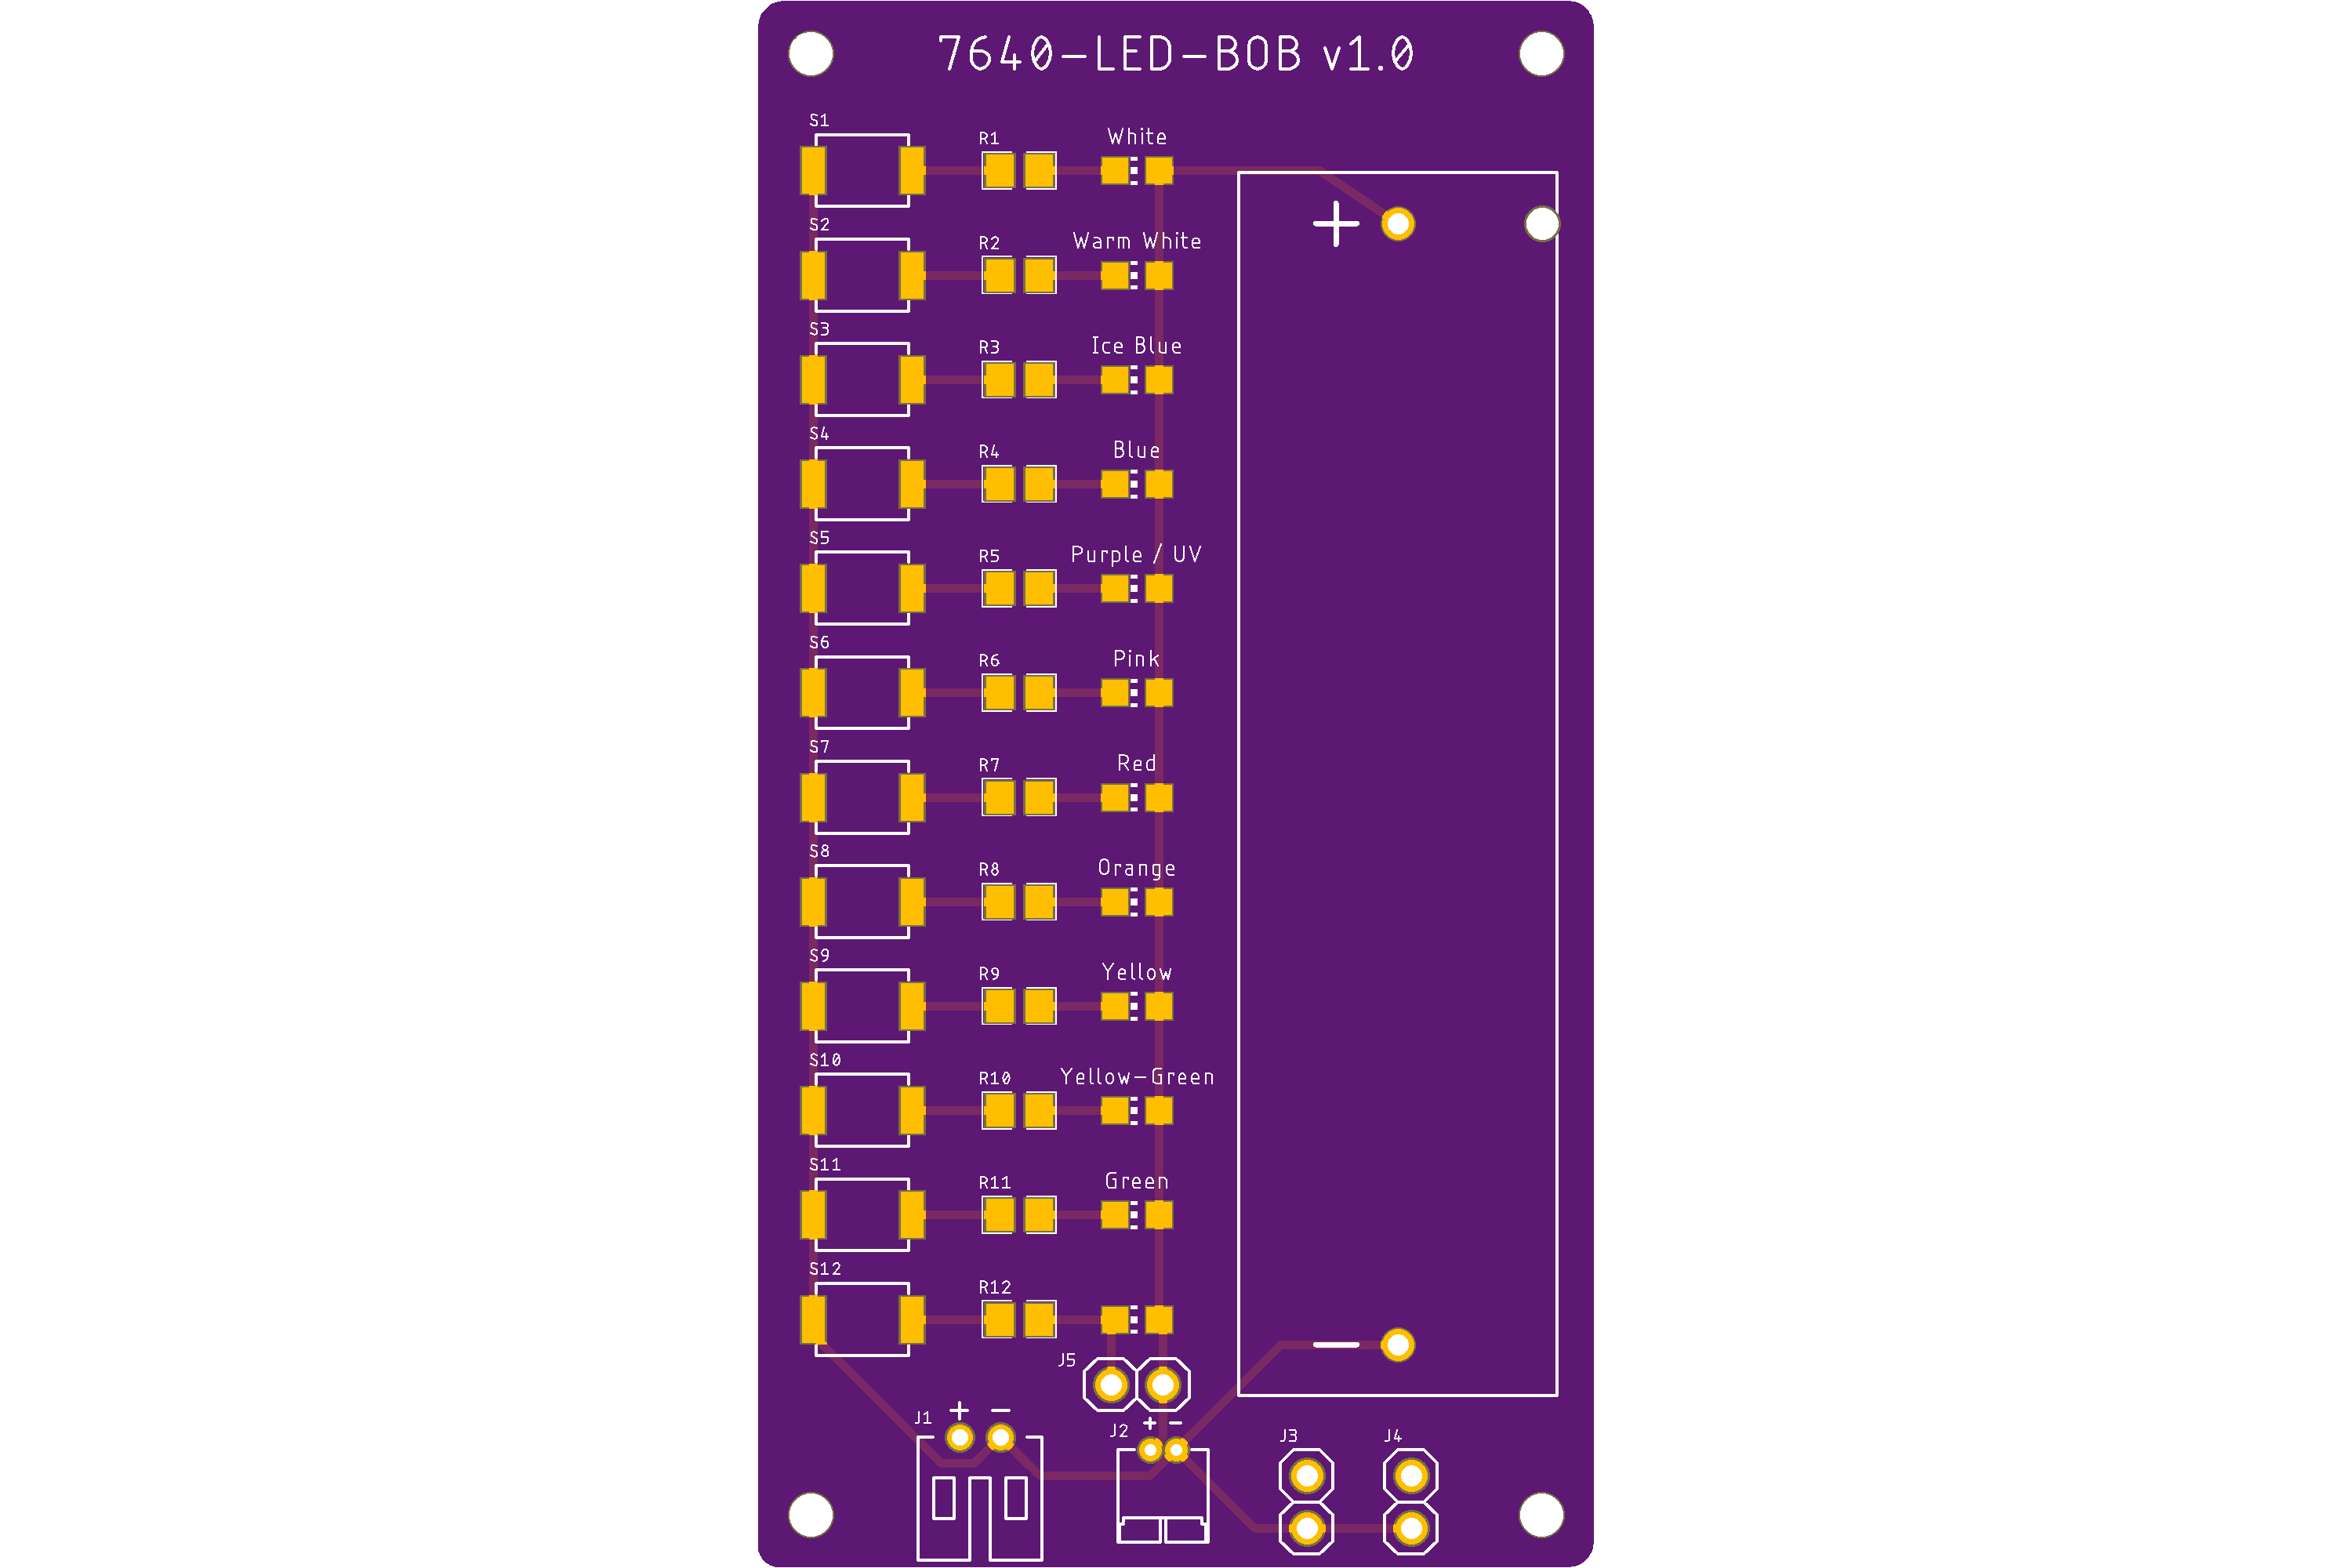 7640-LED-BOB v1.0
S1
R1 White
+
S2
R2 Warm White
S3
R3 Ice Blue
S4
R4 Blue
S5
R5 Purple / UV
S6
R6 Pink
S7
R7 Red
S8
R8 Orange
S9
R9 Yellow
S10
R10 Yellow-Green
S11
R11 Green
S12
R12
-
J5
J1 + -
J2 + -
J3 J4